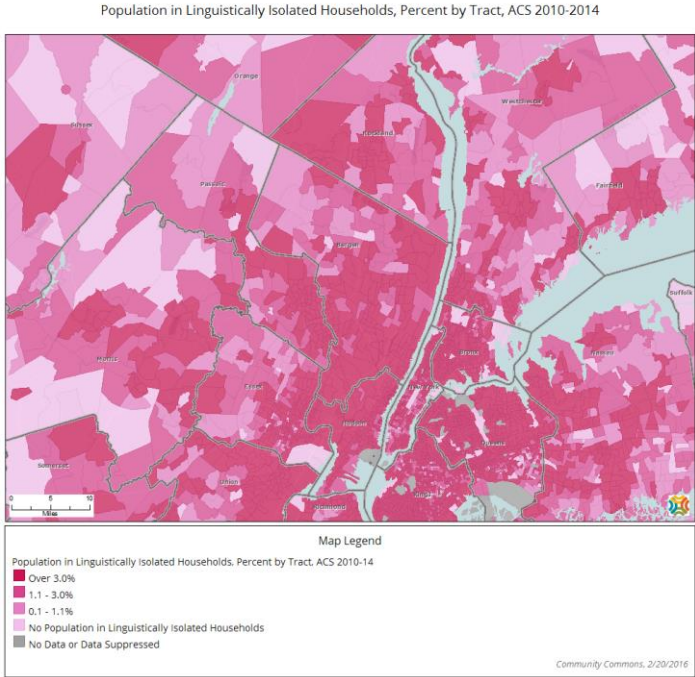 Population in Linguistically Isolated Households, Percent by Tract, ACS 2010-2014
Orange
Sussex
Westchester
Rockland
Passaic
Fairfield
Bergen
Suffolk
Bronx
Nassau
Morris
Essex
New York
Hudson
Queens
Somerset
Union
Kings
Richmond
0 5 10
Miles
Map Legend
Population in Linguistically Isolated Households, Percent by Tract, ACS 2010-14
Over 3.0%
1.1 - 3.0%
0.1 - 1.1%
No Population in Linguistically Isolated Households
No Data or Data Suppressed
Community Commons, 2/20/2016